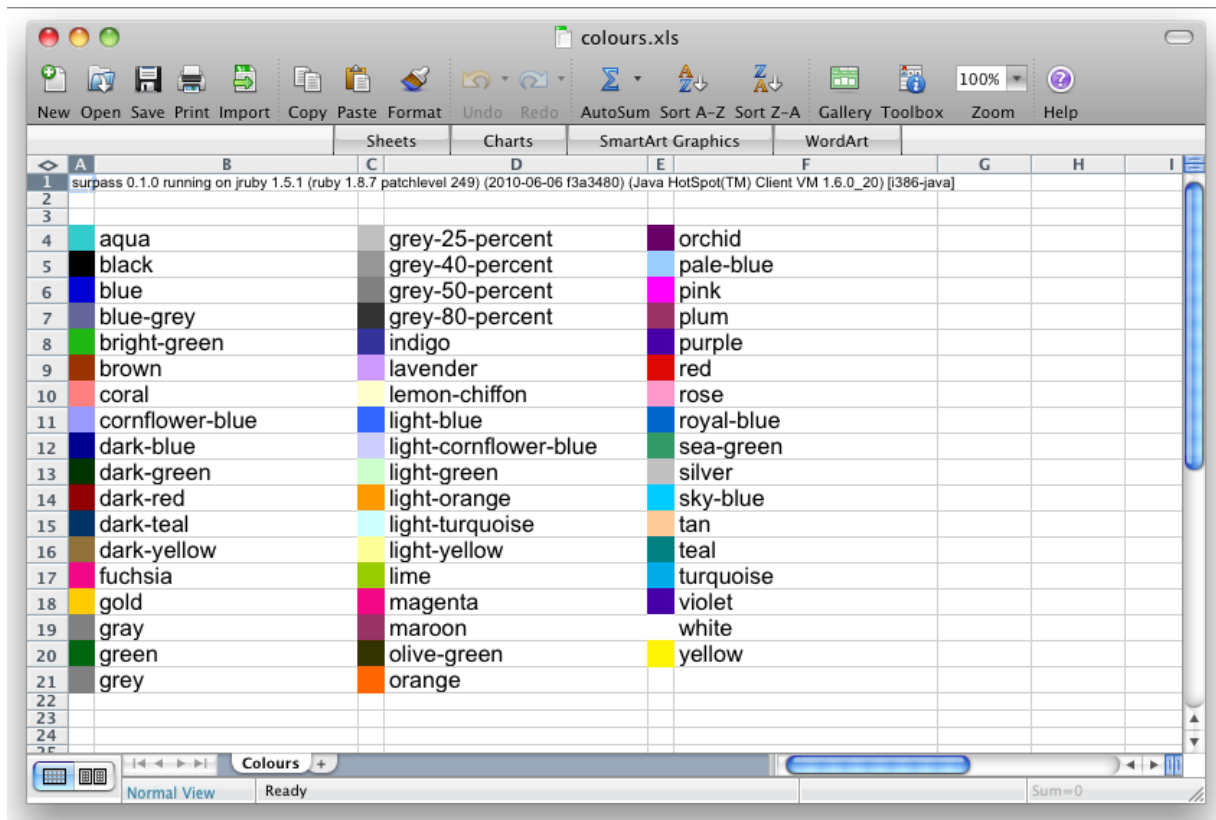 colours.xls
New Open Save Print Import Copy Paste Format Undo Redo AutoSum Sort A-Z Sort Z-A Gallery Toolbox 100% Zoom Help
Sheets Charts SmartArt Graphics WordArt
A B C D E F G H I
1 surpass 0.1.0 running on jruby 1.5.1 (ruby 1.8.7 patchlevel 249) (2010-06-06 f3a3480) (Java HotSpot(TM) Client VM 1.6.0_20) [i386-java]
2
3
4 aqua grey-25-percent orchid
5 black grey-40-percent pale-blue
6 blue grey-50-percent pink
7 blue-grey grey-80-percent plum
8 bright-green indigo purple
9 brown lavender red
10 coral lemon-chiffon rose
11 cornflower-blue light-blue royal-blue
12 dark-blue light-cornflower-blue sea-green
13 dark-green light-green silver
14 dark-red light-orange sky-blue
15 dark-teal light-turquoise tan
16 dark-yellow light-yellow teal
17 fuchsia lime turquoise
18 gold magenta violet
19 gray maroon white
20 green olive-green yellow
21 grey orange
22
23
24
25
Colours +
Normal View Ready Sum=0